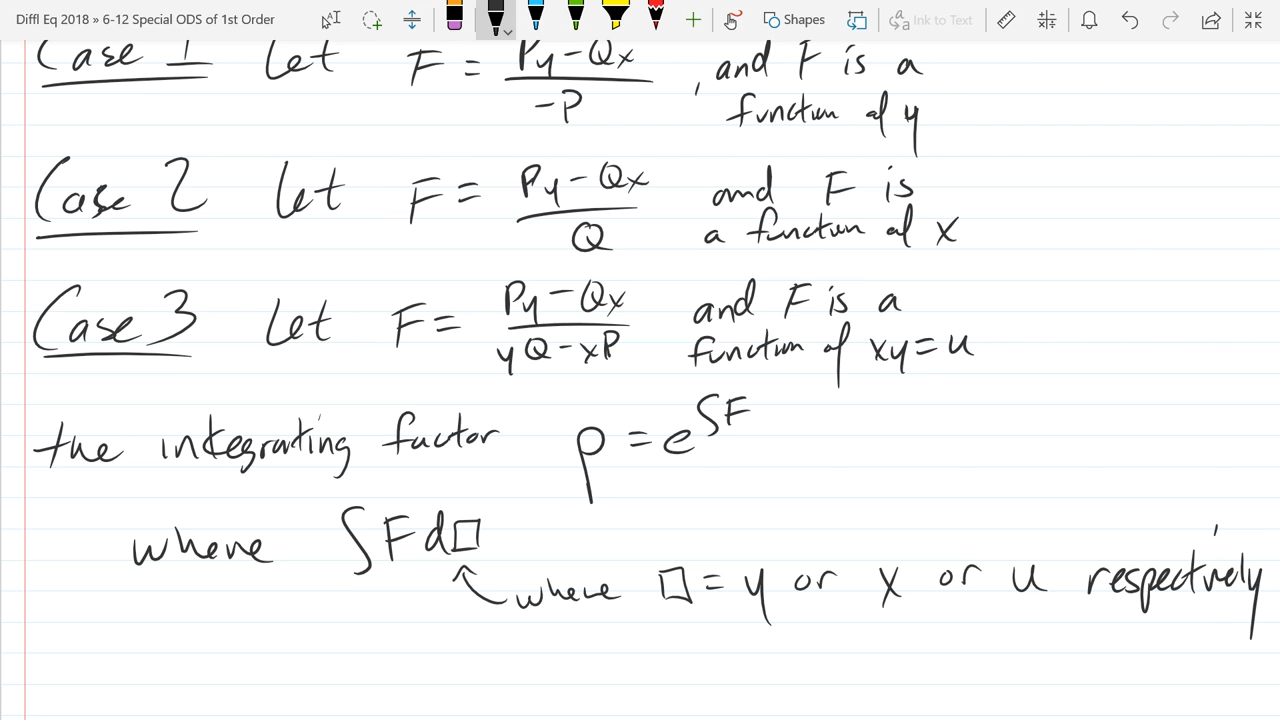 Diffl Eq 2018 » 6-12 Special ODS of 1st Order
Shapes
Ink to Text
Case 1 Let F = (Py-Qx)/(-P), and F is a
function of y
Case 2 Let F = (Py-Qx)/Q and F is
a function of x
Case 3 Let F = (Py-Qx)/(yQ-xP) and F is a
function of xy=u
the integrating factor ρ = e^∫F
where ∫Fd□
where □ = y or x or u respectively